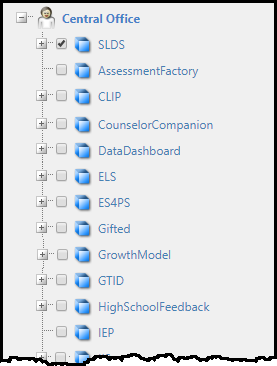 Central Office
SLDS
AssessmentFactory
CLIP
CounselorCompanion
DataDashboard
ELS
ES4PS
Gifted
GrowthModel
GTID
HighSchoolFeedback
IEP